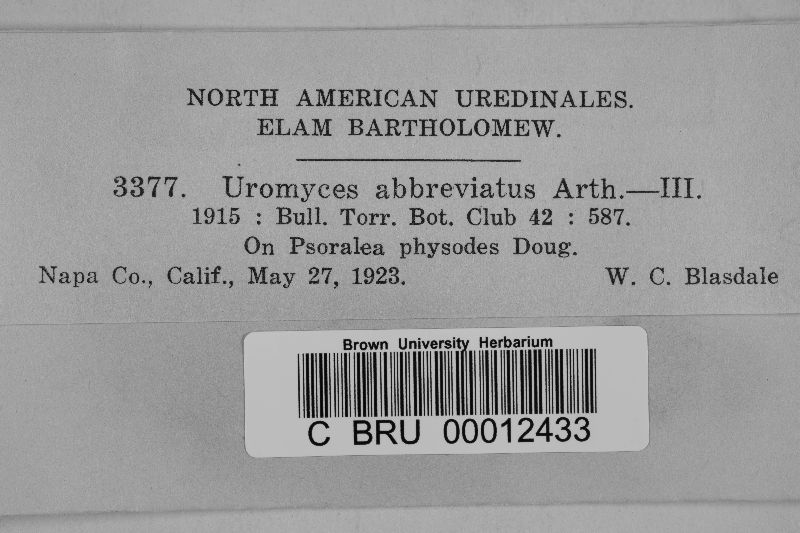 NORTH AMERICAN UREDINALES.
ELAM BARTHOLOMEW.
3377. Uromyces abbreviatus Arth.—III.
1915 : Bull. Torr. Bot. Club 42 : 587.
On Psoralea physodes Doug.
Napa Co., Calif., May 27, 1923. W. C. Blasdale
Brown University Herbarium
C BRU 00012433